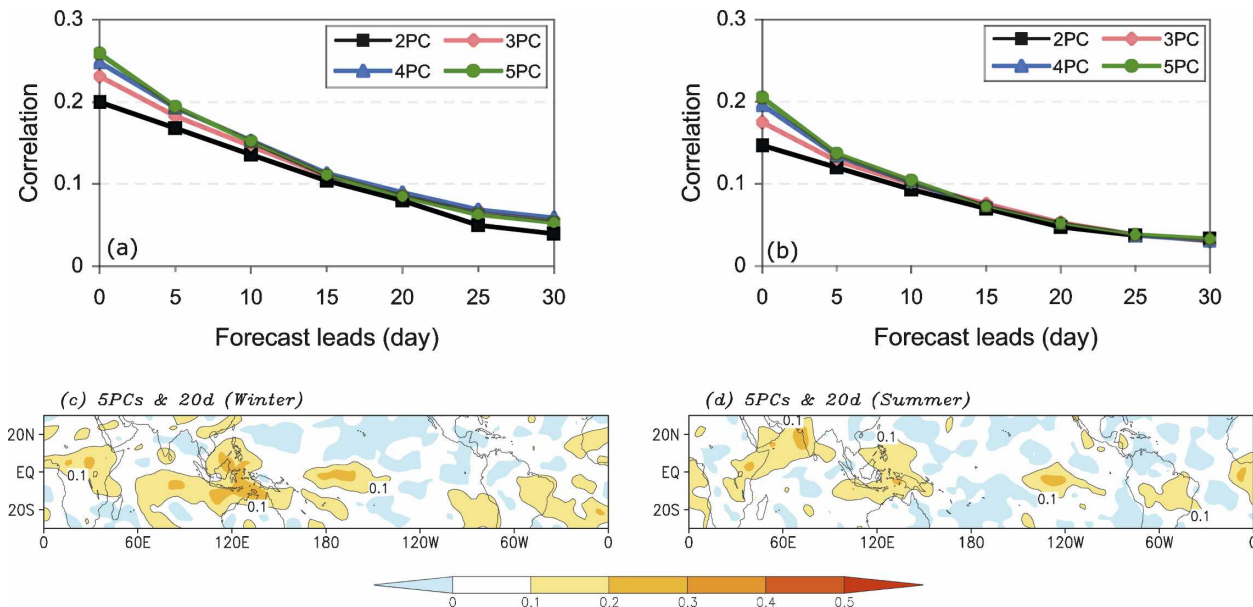 0.3
0.2
0.1
0
Correlation
2PC 3PC
4PC 5PC
(a)
0 5 10 15 20 25 30
Forecast leads (day)
0.3
0.2
0.1
0
Correlation
2PC 3PC
4PC 5PC
(b)
0 5 10 15 20 25 30
Forecast leads (day)
(c) 5PCs & 20d (Winter)
20N
EQ
20S
0.1
0.1
0.1
0 60E 120E 180 120W 60W 0
(d) 5PCs & 20d (Summer)
20N
EQ
20S
0.1
0.1
0.1
0.1
0.1
0 60E 120E 180 120W 60W 0
0 0.1 0.2 0.3 0.4 0.5